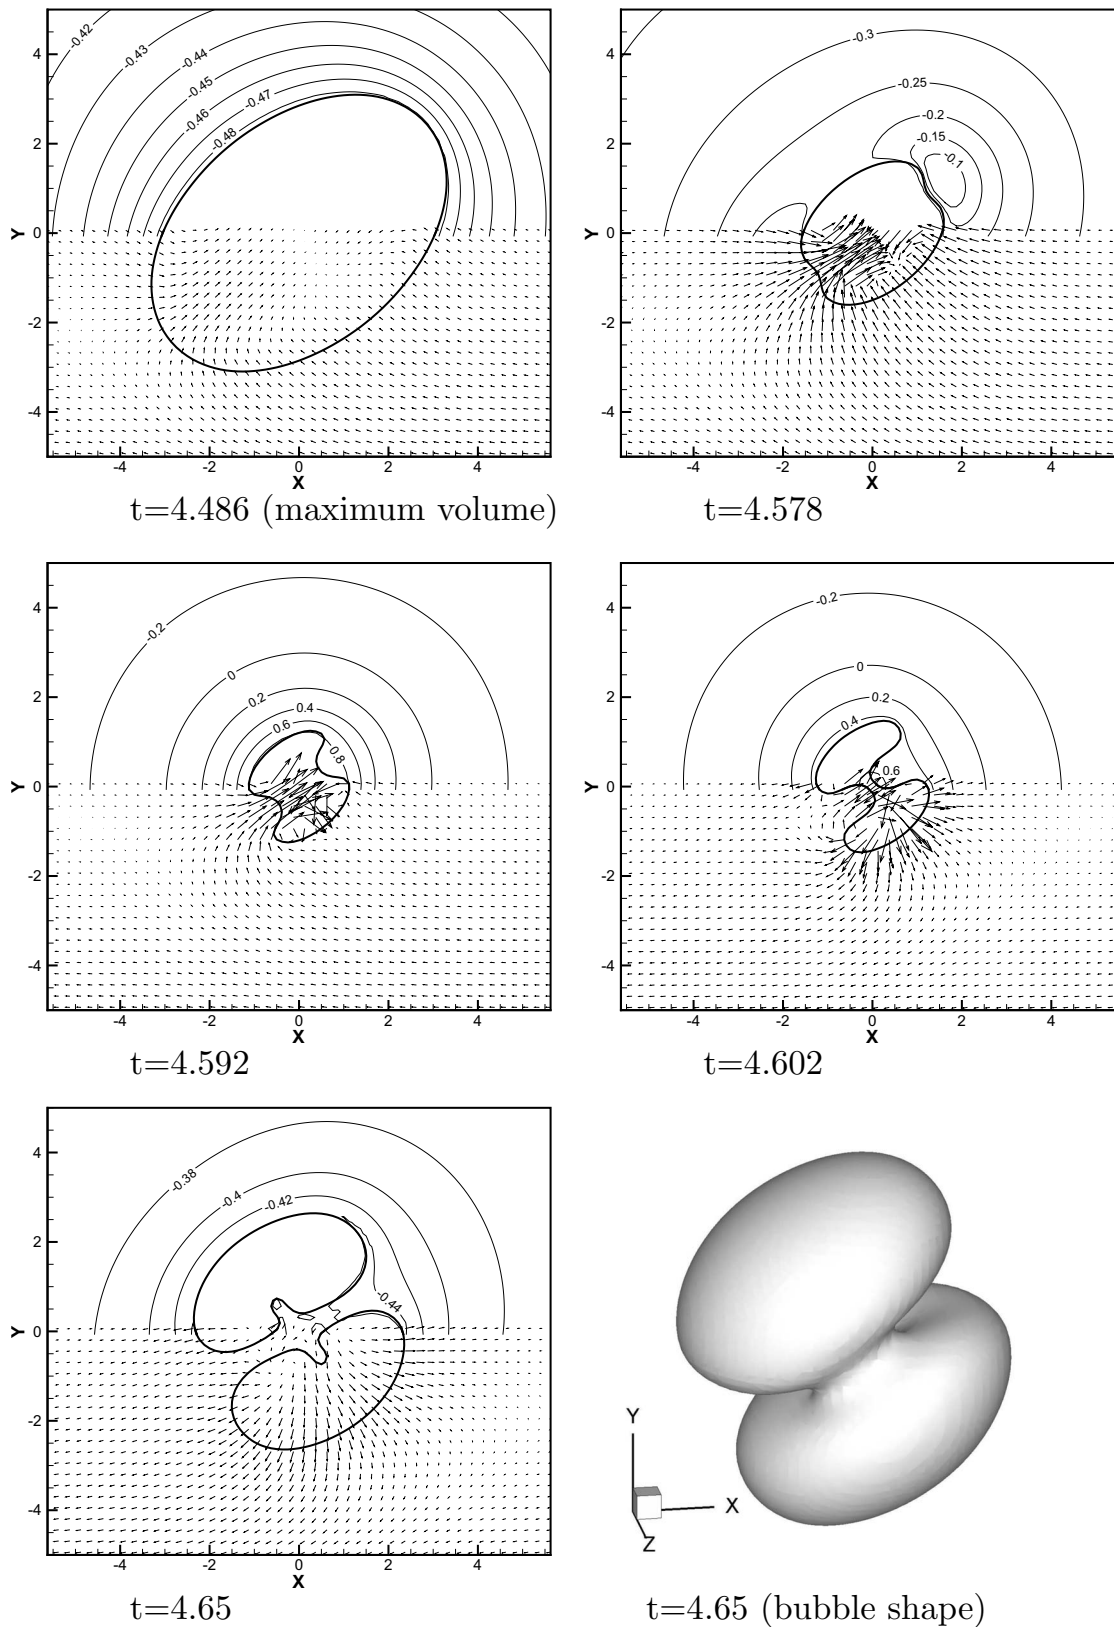 -0.42
-0.43
-0.44
-0.45
-0.46
-0.47
-0.48
4
2
0
-2
-4
Y
-4 -2 0 2 4
X
t=4.486 (maximum volume)
-0.3
-0.25
-0.2
-0.15
-0.1
4
2
0
-2
-4
Y
-4 -2 0 2 4
X
t=4.578
-0.2
0
0.2
0.4
0.6
0.8
4
2
0
-2
-4
Y
-4 -2 0 2 4
X
t=4.592
-0.2
0
0.2
0.4
0.6
4
2
0
-2
-4
Y
-4 -2 0 2 4
X
t=4.602
-0.38
-0.4
-0.42
-0.44
4
2
0
-2
-4
Y
-4 -2 0 2 4
X
t=4.65
Y
X
Z
t=4.65 (bubble shape)